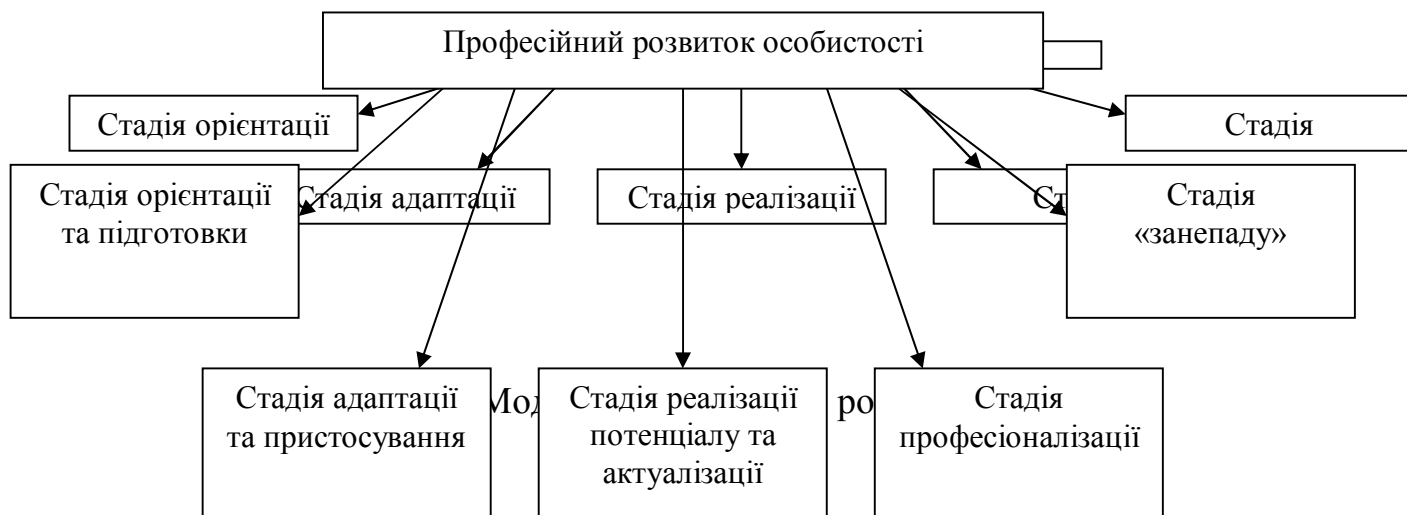 Професійний розвиток особистості
Стадія орієнтації
Стадія
Стадія орієнтації
та підготовки
Стадія адаптації
Стадія реалізації
Стадія
«занепаду»
Стадія адаптації
та пристосування
Стадія реалізації
потенціалу та
актуалізації
Стадія
професіоналізації